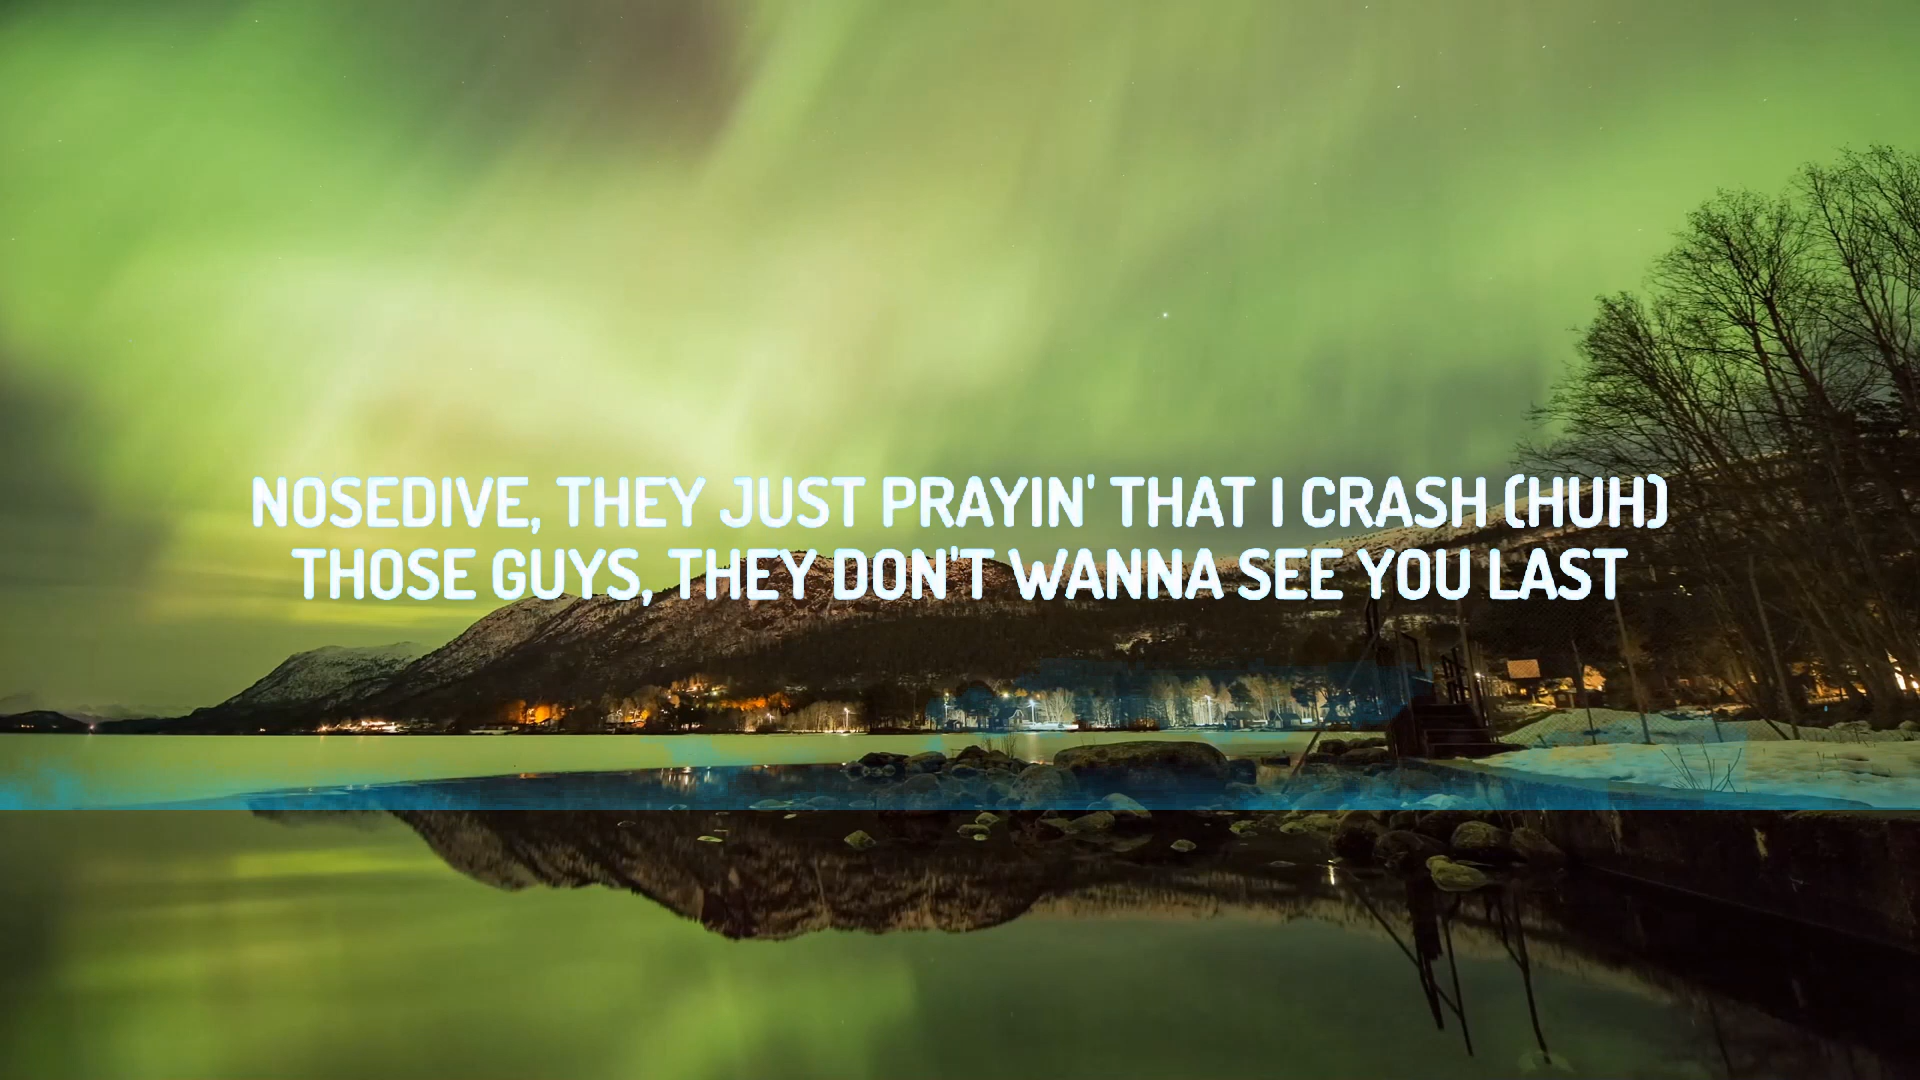 NOSEDIVE, THEY JUST PRAYIN' THAT I CRASH (HUH)
THOSE GUYS, THEY DON'T WANNA SEE YOU LAST